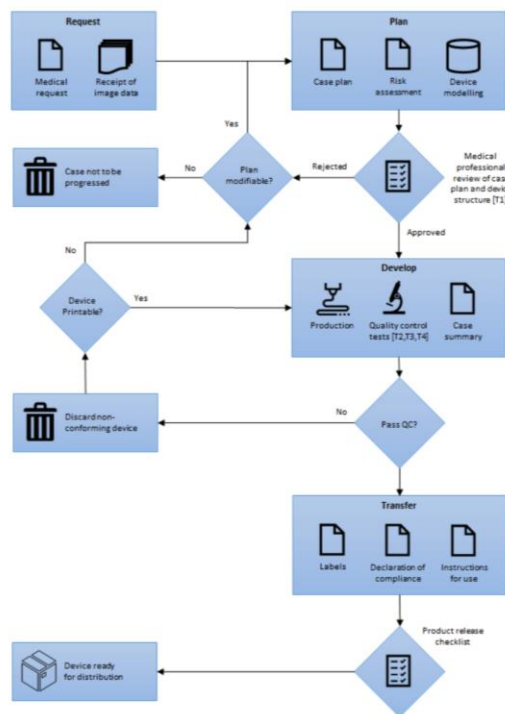 Request
Plan
Medical
request
Receipt of
image data
Case plan
Risk
assessment
Device
modelling
Yes
Case not to be
progressed
No
Plan
modifiable?
Rejected
Medical
professional
review of case
plan and device
structure [T1]
Approved
No
Device
Printable?
Yes
Develop
Production
Quality control
tests [T2,T3,T4]
Case
summary
Discard non-
conforming device
No
Pass QC?
Yes
Transfer
Labels
Declaration of
compliance
Instructions
for use
Product release
checklist
Device ready
for distribution